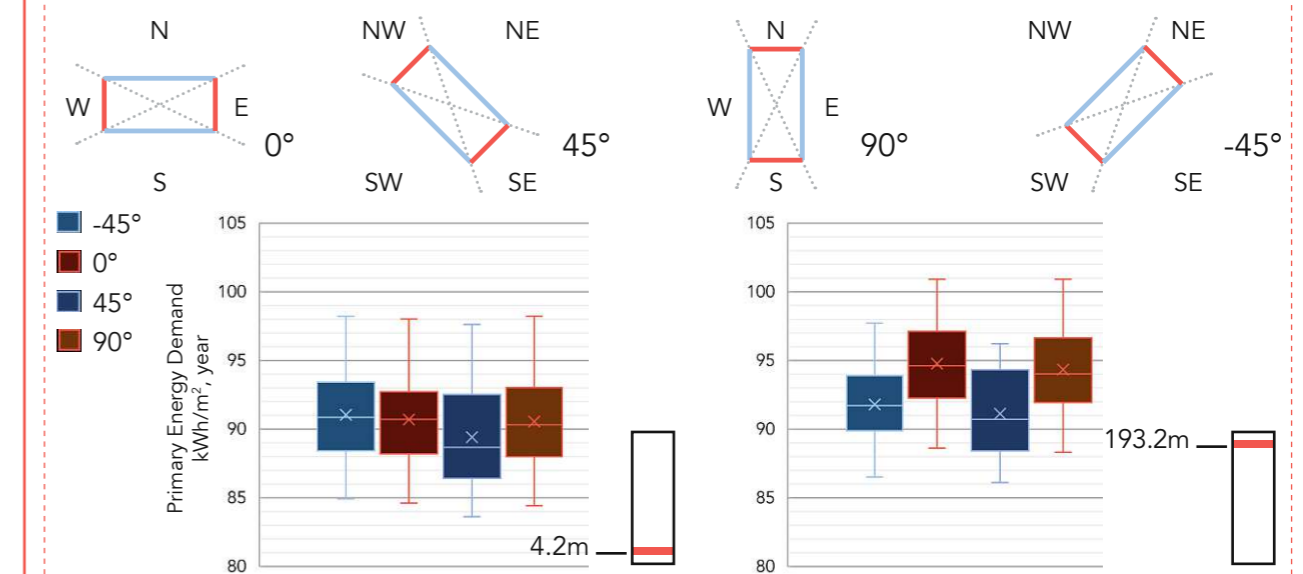 N
W
E
0°
S
NW
NE
45°
SW
SE
N
W
E
90°
S
NW
NE
-45°
SW
SE
-45°
0°
45°
90°
Primary Energy Demand
kWh/m², year
105
100
95
90
85
80
4.2m
105
100
95
90
85
80
193.2m